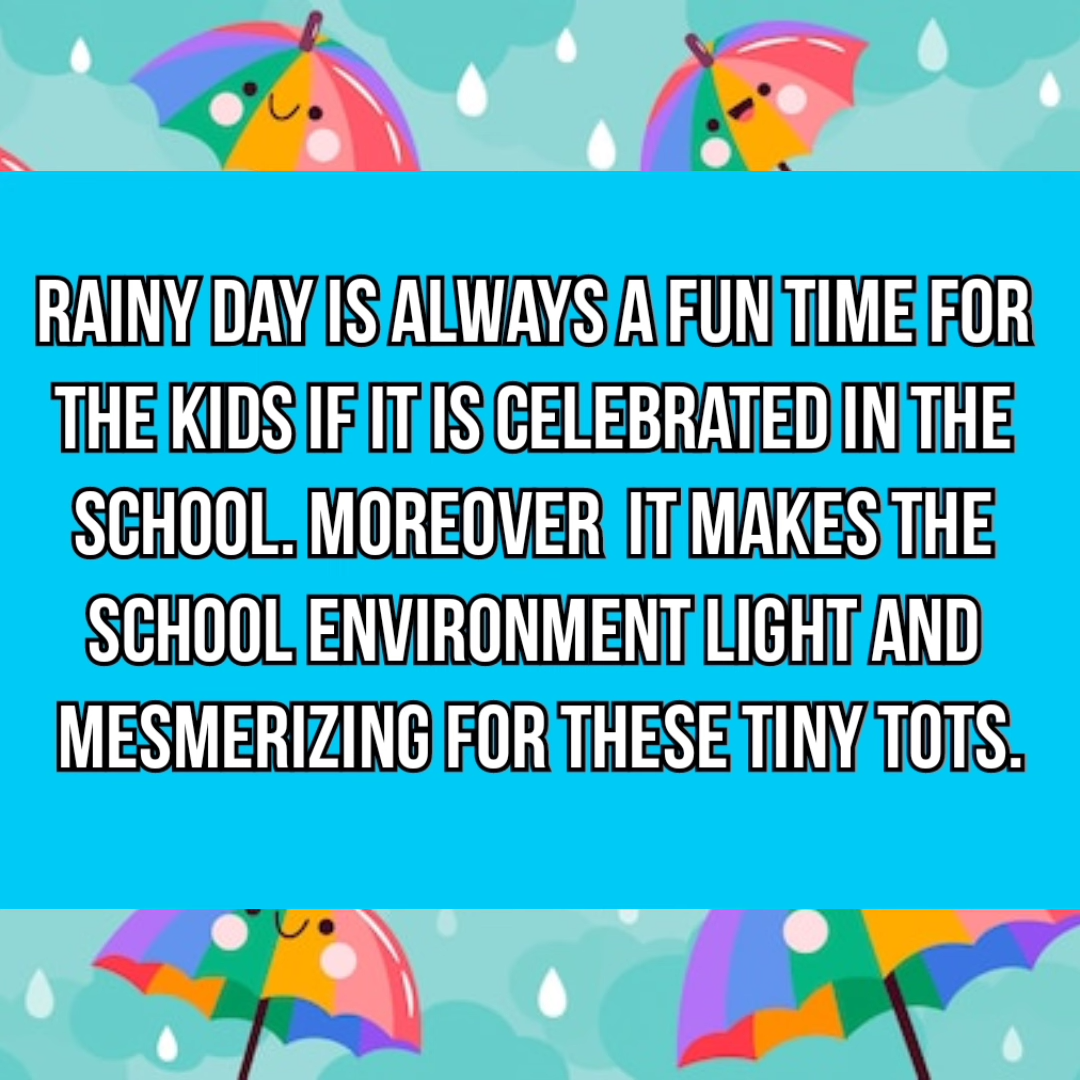 RAINY DAY IS ALWAYS A FUN TIME FOR
THE KIDS IF IT IS CELEBRATED IN THE
SCHOOL. MOREOVER  IT MAKES THE
SCHOOL ENVIRONMENT LIGHT AND
MESMERIZING FOR THESE TINY TOTS.